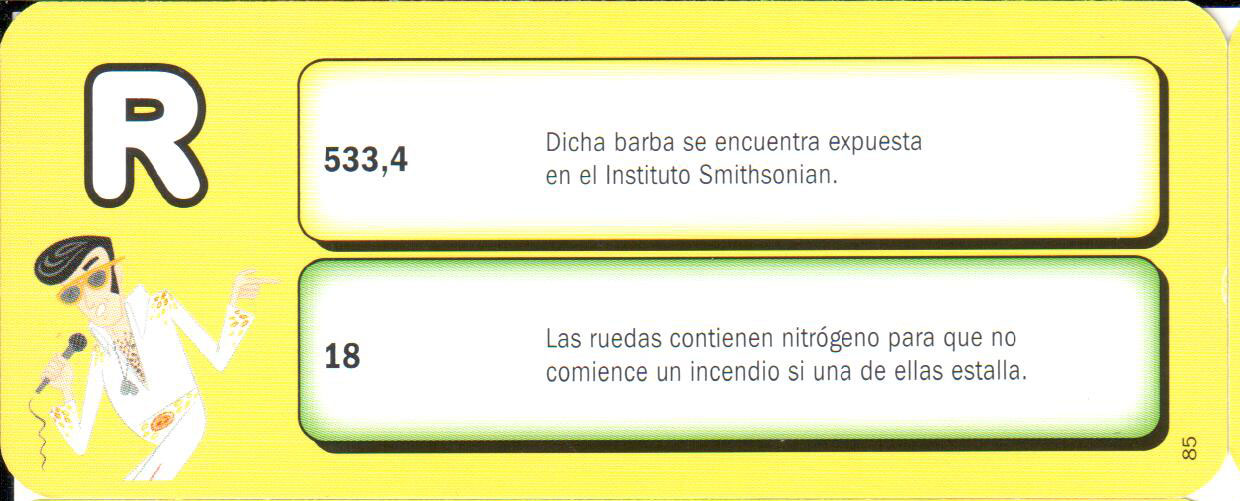 R
533,4
Dicha barba se encuentra expuesta
en el Instituto Smithsonian.
18
Las ruedas contienen nitrógeno para que no
comience un incendio si una de ellas estalla.
85